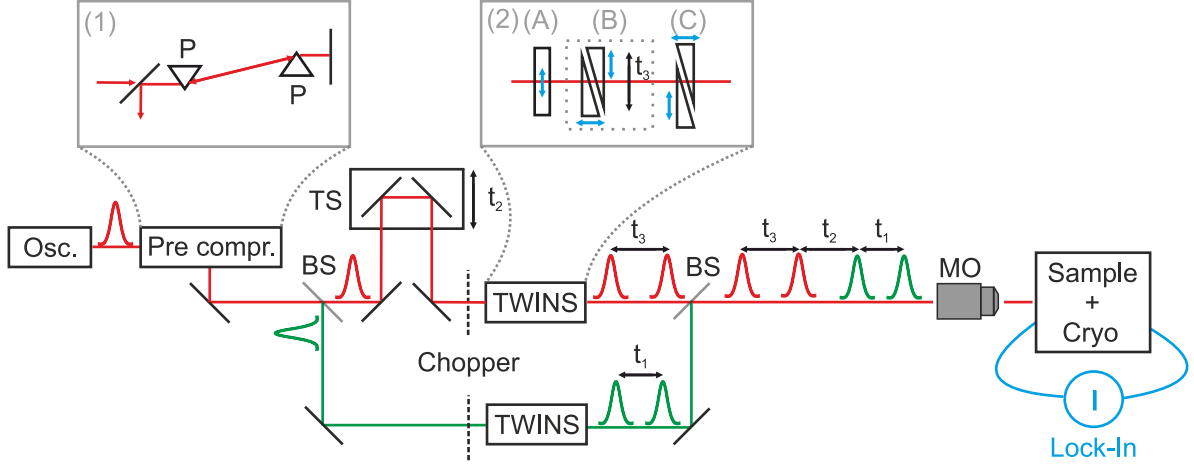 (1)
P
P
(2)
(A)
(B)
(C)
t3
TS
t2
Osc.
Pre compr.
BS
TWINS
t3
BS
t3
t2
t1
MO
Sample
+
Cryo
Chopper
t1
TWINS
I
Lock-In